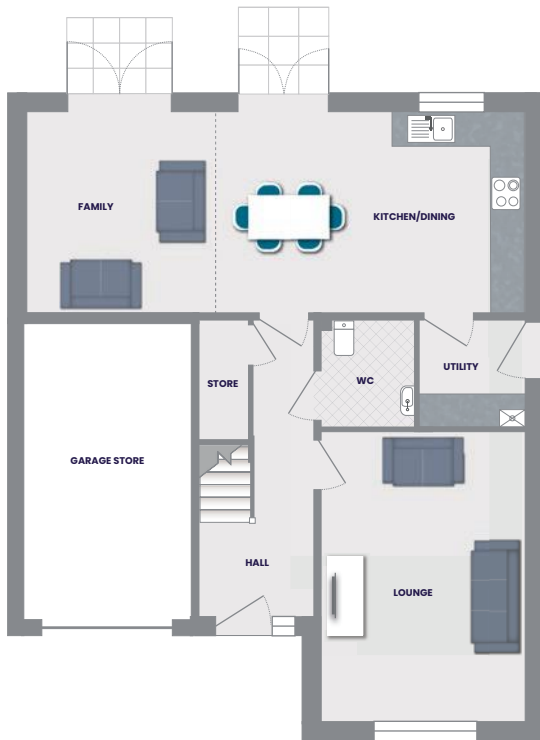 FAMILY
KITCHEN/DINING
STORE
WC
UTILITY
GARAGE STORE
HALL
LOUNGE